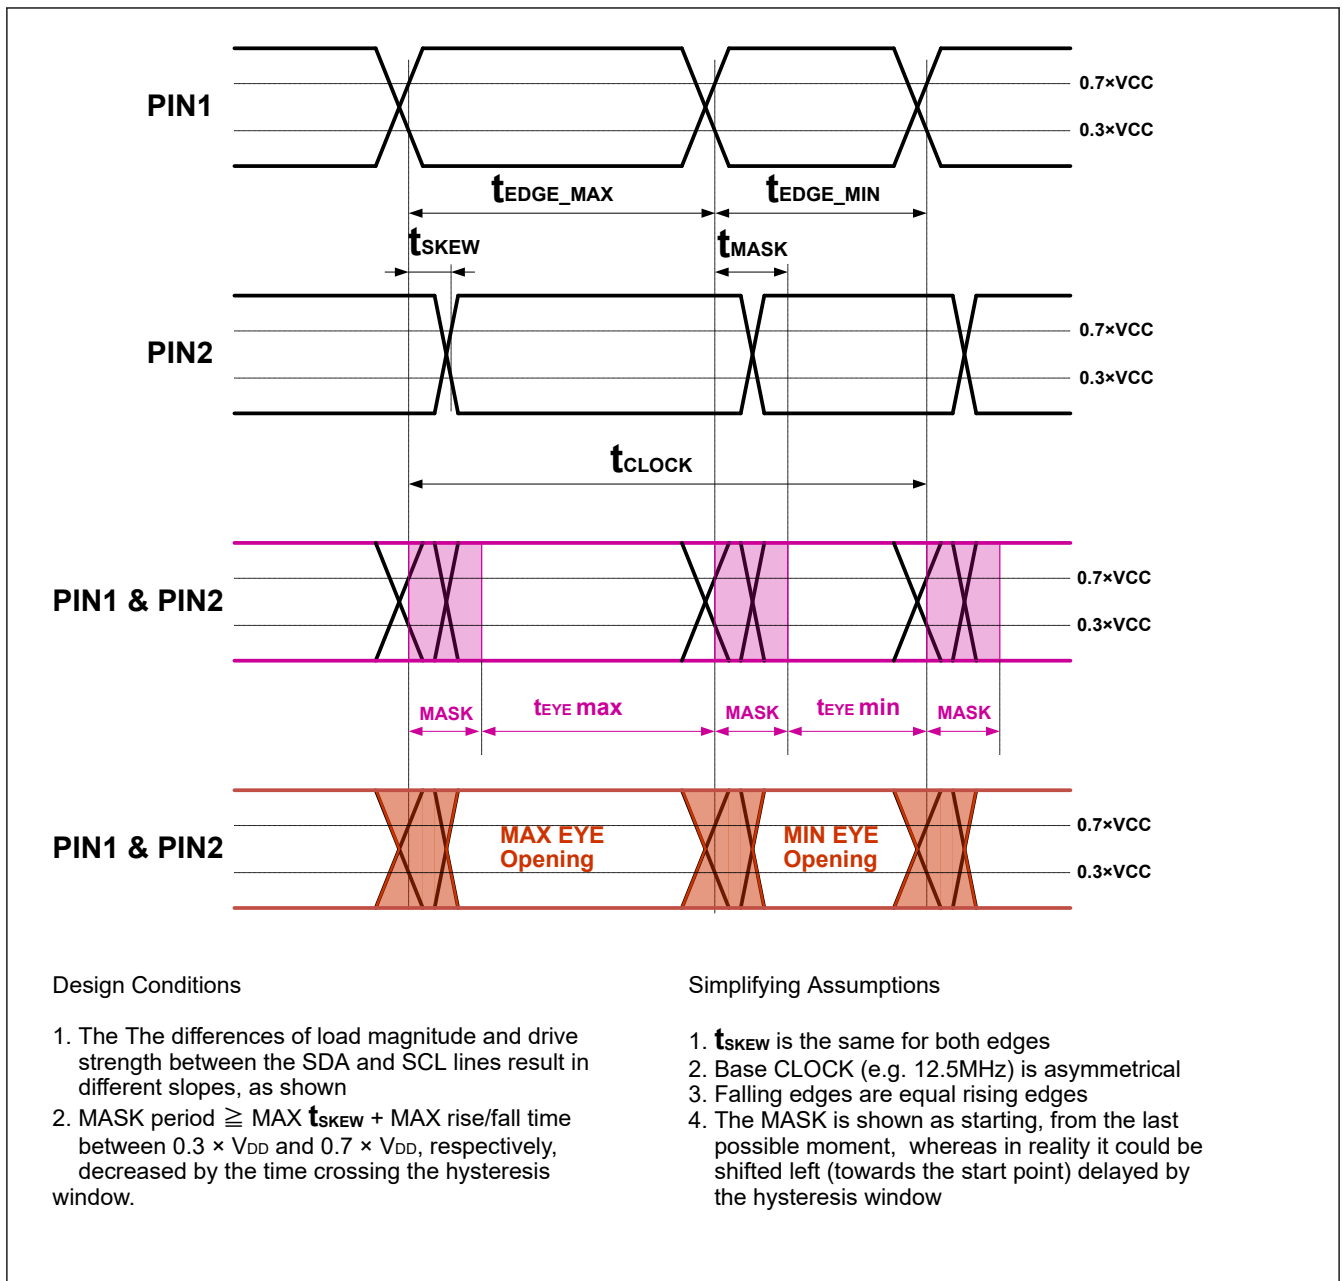 0.7×VCC
PIN1
0.3×VCC
tEDGE_MAX
tEDGE_MIN
tSKEW
tMASK
0.7×VCC
PIN2
0.3×VCC
tCLOCK
0.7×VCC
PIN1 & PIN2
0.3×VCC
MASK
tEYE max
MASK
tEYE min
MASK
0.7×VCC
PIN1 & PIN2
MAX EYE
Opening
MIN EYE
Opening
0.3×VCC
Design Conditions
1. The The differences of load magnitude and drive
strength between the SDA and SCL lines result in
different slopes, as shown
2. MASK period ≧ MAX tSKEW + MAX rise/fall time
between 0.3 × VDD and 0.7 × VDD, respectively,
decreased by the time crossing the hysteresis
window.
Simplifying Assumptions
1. tSKEW is the same for both edges
2. Base CLOCK (e.g. 12.5MHz) is asymmetrical
3. Falling edges are equal rising edges
4. The MASK is shown as starting, from the last
possible moment, whereas in reality it could be
shifted left (towards the start point) delayed by
the hysteresis window